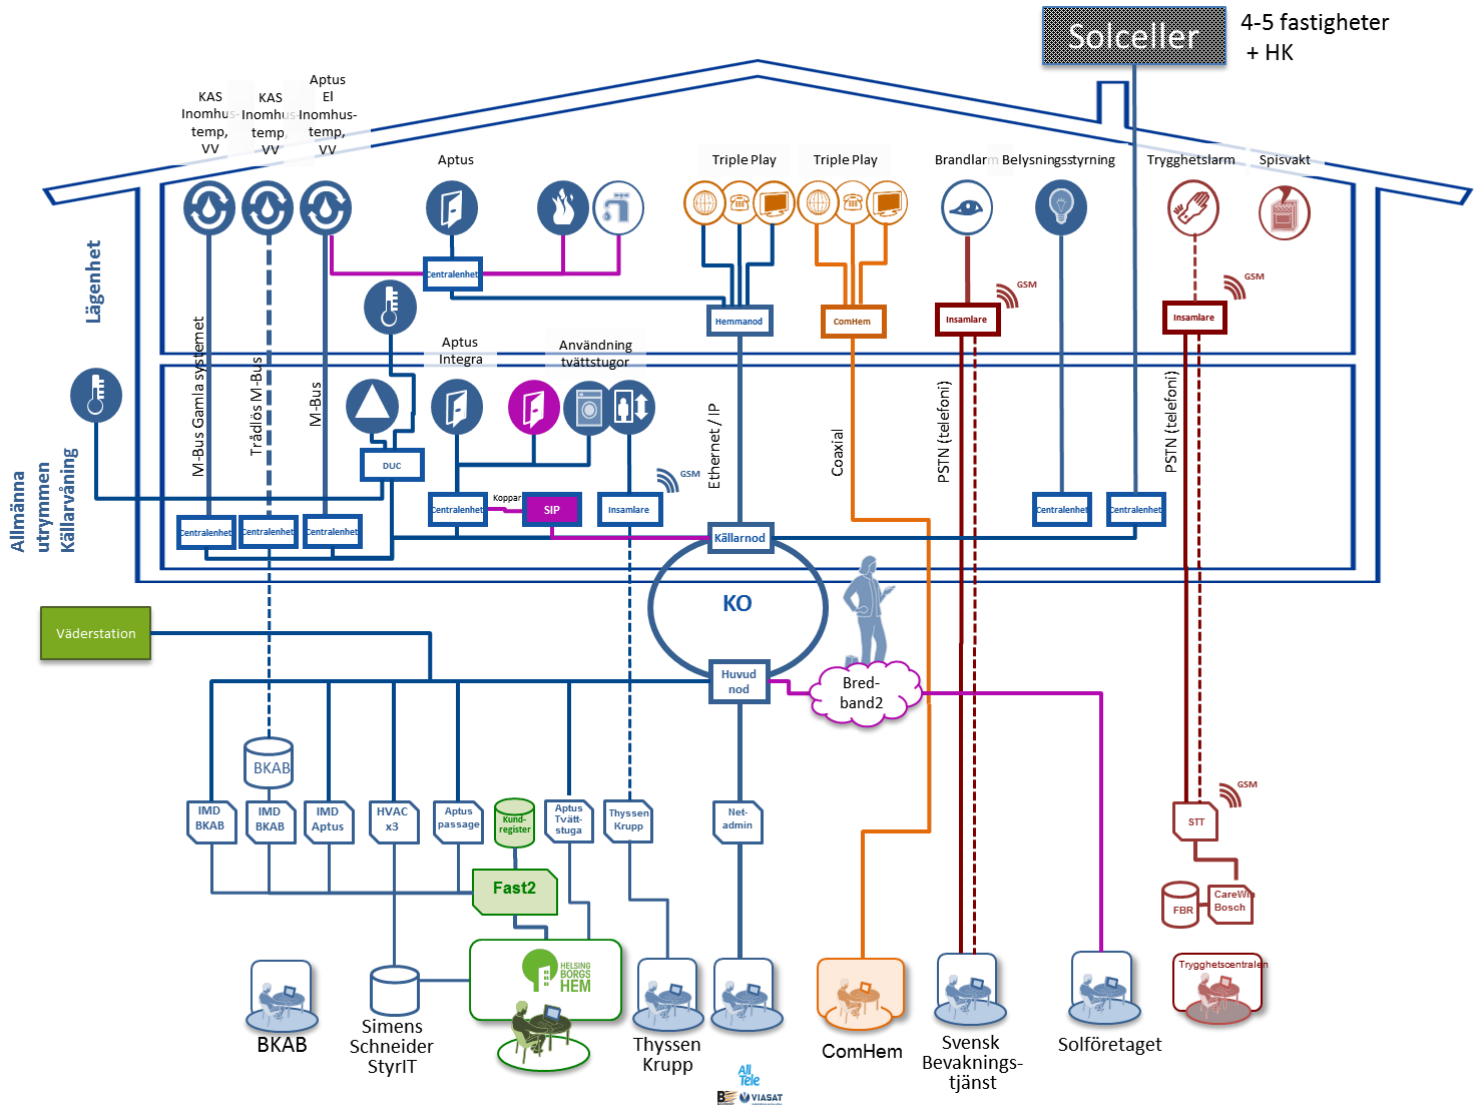 Solceller
4-5 fastigheter
+ HK
KAS
Inomhus-
temp,
VV
KAS
Inomhus-
temp,
VV
Aptus
El
Inomhus-
temp,
VV
Aptus
Triple Play
Triple Play
Brandlarm
Belysningsstyrning
Trygghetslarm
Spisvakt
Lägenhet
Centralenhet
Hemmanod
ComHem
Insamlare
GSM
Insamlare
GSM
Aptus
Integra
Användning
tvättstugor
M-Bus Gamla systemet
Trådlös M-Bus
M-Bus
Ethernet / IP
Coaxial
PSTN (telefoni)
PSTN (telefoni)
Allmänna
utrymmen
Källarvåning
DUC
GSM
Koppar
Centralenhet
Centralenhet
Centralenhet
Centralenhet
SIP
Insamlare
Källarnod
Centralenhet
Centralenhet
KO
Väderstation
Huvud
nod
Bred-
band2
BKAB
IMD
BKAB
IMD
BKAB
IMD
Aptus
HVAC
x3
Aptus
passage
Kund-
register
Aptus
Tvätt-
stuga
Thyssen
Krupp
Net-
admin
GSM
STT
Fast2
FBR
CareWin
Bosch
HELSING
BORGS
HEM
Trygghetscentralen
BKAB
Simens
Schneider
StyrIT
Thyssen
Krupp
ComHem
Svensk
Bevaknings-
tjänst
Solföretaget
All
Tele
VIASAT